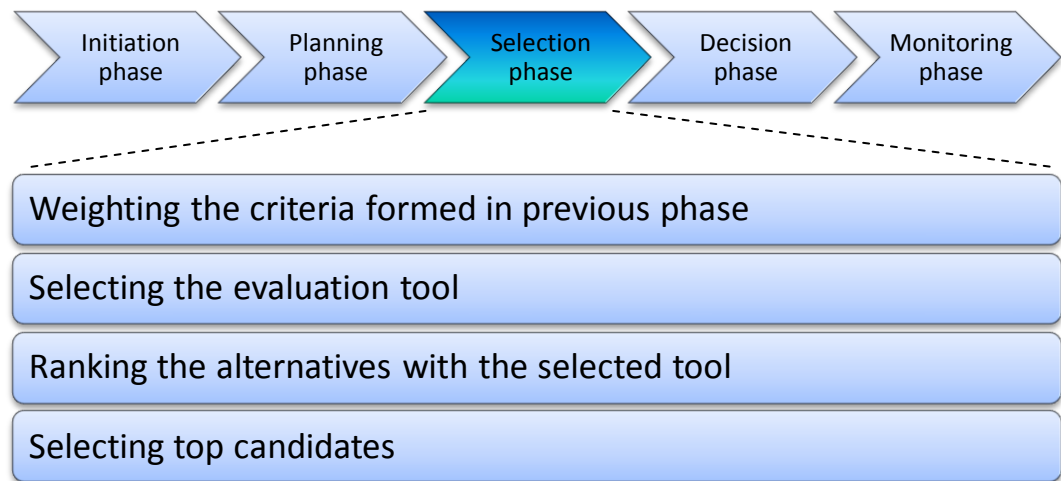 Initiation
phase
Planning
phase
Selection
phase
Decision
phase
Monitoring
phase
Weighting the criteria formed in previous phase
Selecting the evaluation tool
Ranking the alternatives with the selected tool
Selecting top candidates